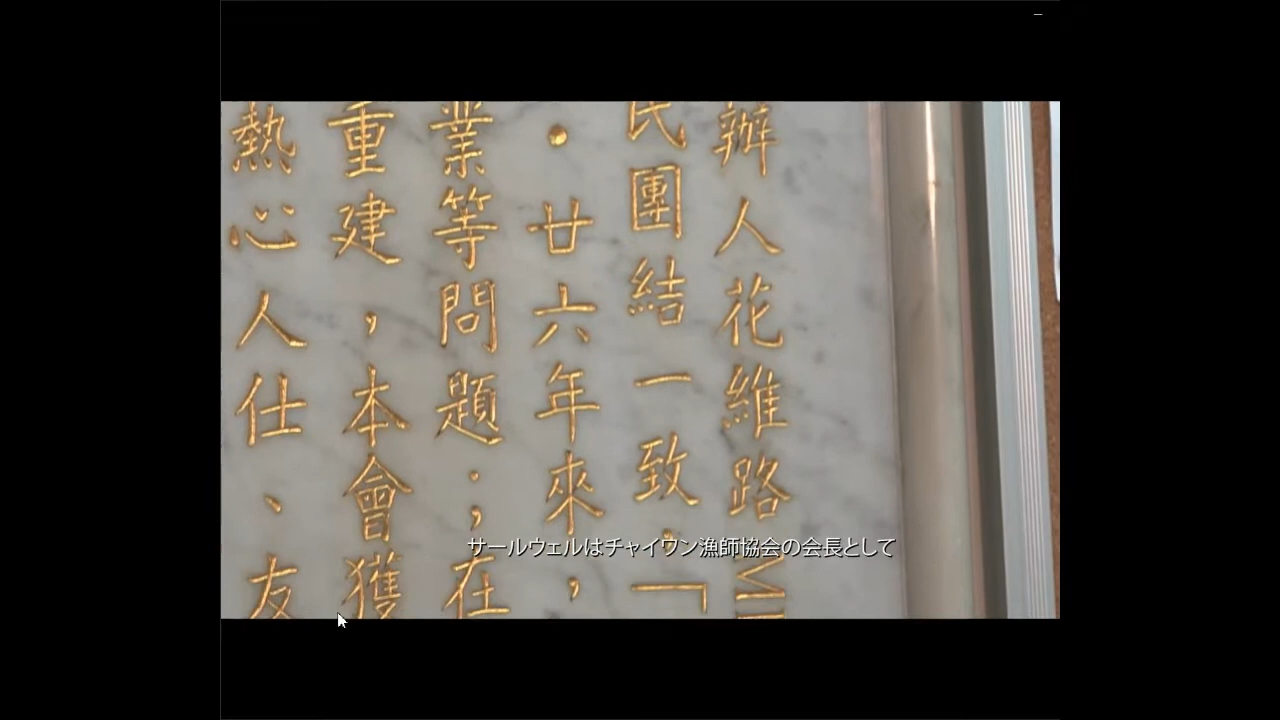 辦人花維路
民團結一致．「
．廿六年來，
業等問題；在
重建，本會獲
熱心人仕、友
サールウェルはチャイワン漁師協会の会長として